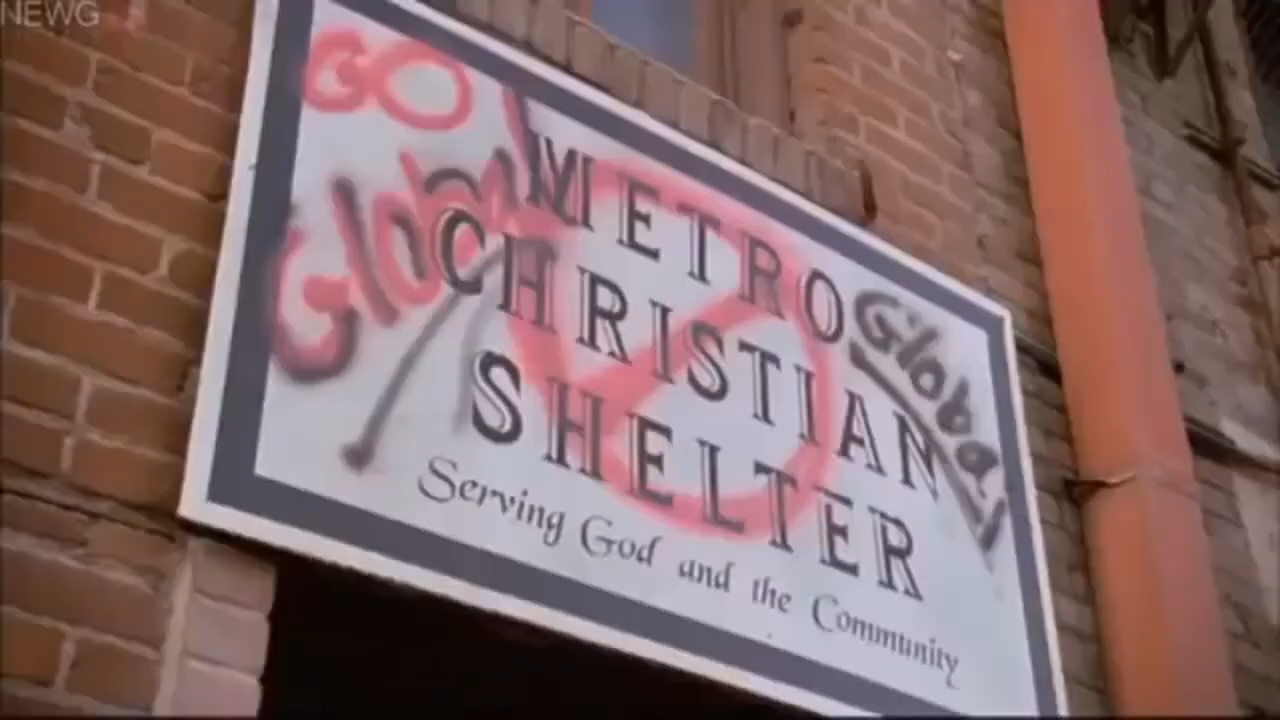 NEWG
GO
Global
METRO
CHRISTIAN
SHELTER
Global
Serving God and the Community